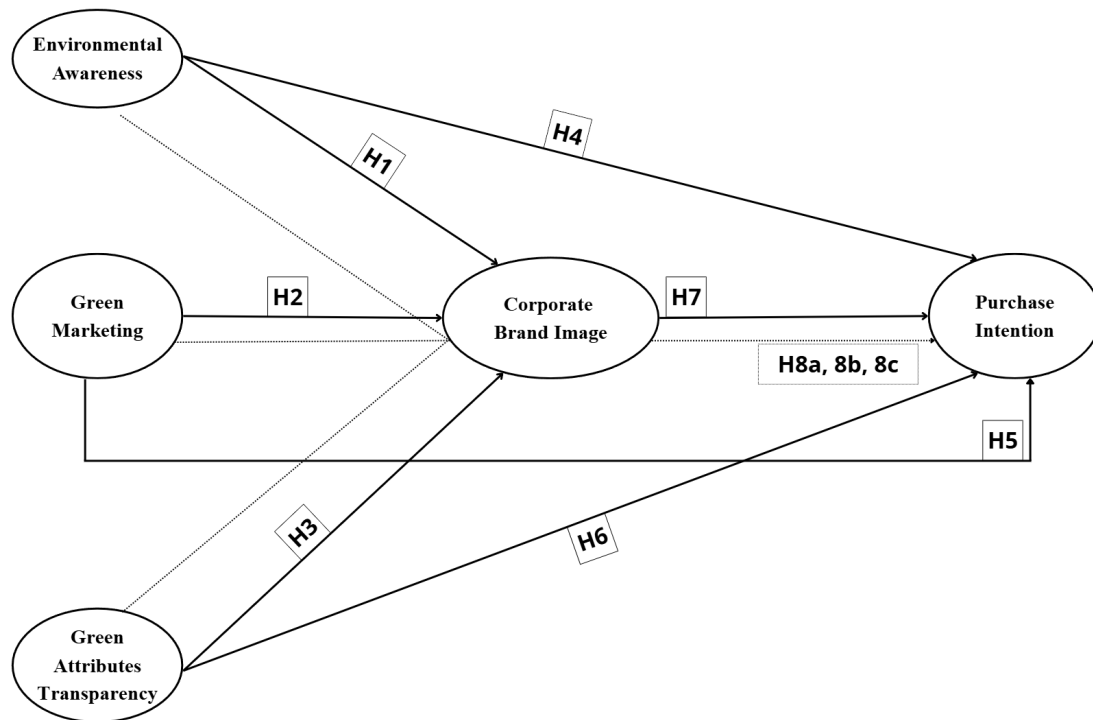 Environmental
Awareness
H4
H1
Green
Marketing
H2
Corporate
Brand Image
H7
Purchase
Intention
H8a, 8b, 8c
H5
H3
H6
Green
Attributes
Transparency